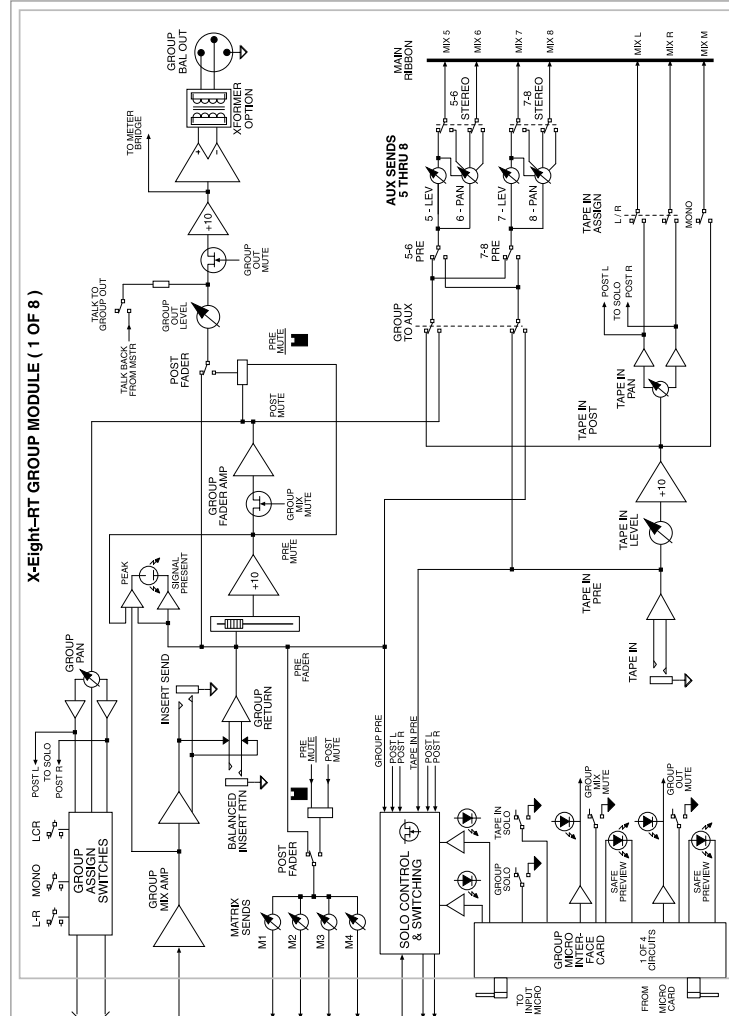 X-Eight–RT GROUP MODULE ( 1 OF 8 )
GROUP
BAL OUT
XFORMER
OPTION
TO METER
BRIDGE
+
−
+10
GROUP
OUT
MUTE
TALK TO
GROUP OUT
GROUP
OUT
LEVEL
TALK BACK
FROM MSTR
POST
FADER
PRE
MUTE
POST
MUTE
GROUP
FADER AMP
GROUP
MIX
MUTE
PRE
MUTE
+10
PEAK
SIGNAL
PRESENT
GROUP
PAN
INSERT SEND
GROUP
RETURN
PRE
FADER
POST L
TO SOLO
POST R
BALANCED
INSERT RTN
PRE
MUTE
POST
MUTE
LCR
MONO
L-R
GROUP
ASSIGN
SWITCHES
GROUP
MIX AMP
POST
FADER
MATRIX
SENDS
M1
M2
M3
M4
MAIN
RIBBON
MIX 5
MIX 6
MIX 7
MIX 8
MIX L
MIX R
MIX M
5-6
STEREO
7-8
STEREO
AUX SENDS
5 THRU 8
5 - LEV
6 - PAN
7 - LEV
8 - PAN
5-6
PRE
7-8
PRE
GROUP
TO AUX
TAPE IN
ASSIGN
L / R
MONO
POST L
TO SOLO
POST R
TAPE IN
PAN
TAPE IN
POST
+10
TAPE IN
LEVEL
TAPE IN
PRE
TAPE IN
GROUP PRE
POST L
POST R
TAPE IN PRE
POST L
POST R
SOLO CONTROL
& SWITCHING
TAPE IN
SOLO
GROUP
SOLO
GROUP
MIX
MUTE
SAFE
PREVIEW
GROUP
OUT
MUTE
SAFE
PREVIEW
GROUP
MICRO
INTER-
FACE
CARD
1 OF 4
CIRCUITS
TO
INPUT
MICRO
FROM
MICRO
CARD